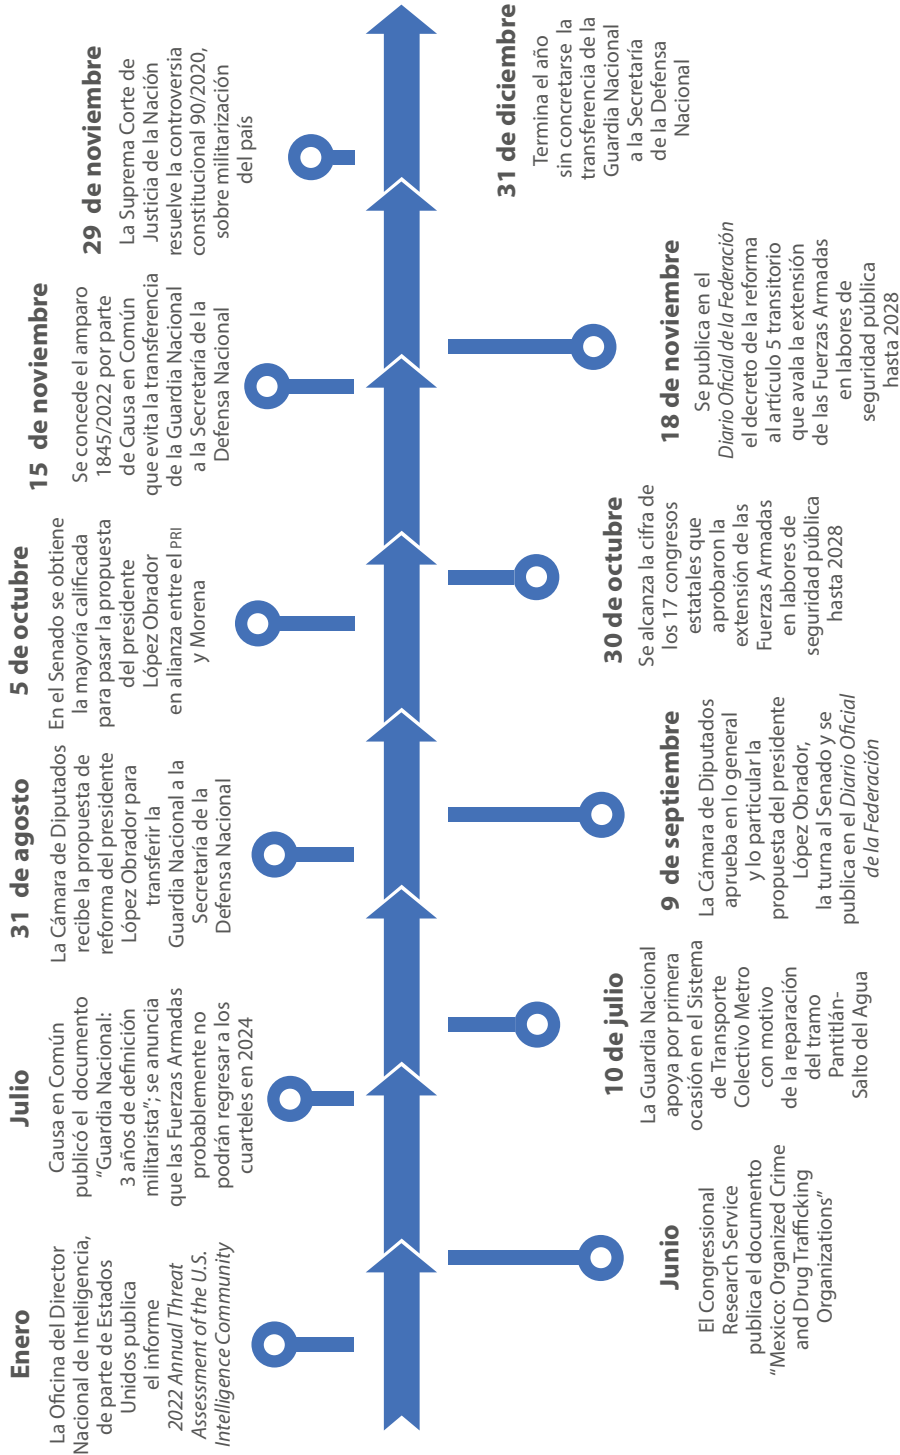 Enero
La Oficina del Director
Nacional de Inteligencia,
de parte de Estados
Unidos publica
el informe
2022 Annual Threat
Assessment of the U.S.
Intelligence Community
Junio
El Congressional
Research Service
publica el documento
“Mexico: Organized Crime
and Drug Trafficking
Organizations”
Julio
Causa en Común
publicó el documento
“Guardia Nacional:
3 años de definición
militarista”; se anuncia
que las Fuerzas Armadas
probablemente no
podrán regresar a los
cuarteles en 2024
10 de julio
La Guardia Nacional
apoya por primera
ocasión en el Sistema
de Transporte
Colectivo Metro
con motivo
de la reparación
del tramo
Pantitlán-
Salto del Agua
31 de agosto
La Cámara de Diputados
recibe la propuesta de
reforma del presidente
López Obrador para
transferir la
Guardia Nacional a la
Secretaría de la
Defensa Nacional
9 de septiembre
La Cámara de Diputados
aprueba en lo general
y lo particular la
propuesta del presidente
López Obrador,
la turna al Senado y se
publica en el Diario Oficial
de la Federación
5 de octubre
En el Senado se obtiene
la mayoría calificada
para pasar la propuesta
del presidente
López Obrador
en alianza entre el PRI
y Morena
30 de octubre
Se alcanza la cifra de
los 17 congresos
estatales que
aprobaron la
extensión de las
Fuerzas Armadas
en labores de
seguridad pública
hasta 2028
15 de noviembre
Se concede el amparo
1845/2022 por parte
de Causa en Común
que evita la transferencia
de la Guardia Nacional
a la Secretaría de la
Defensa Nacional
18 de noviembre
Se publica en el
Diario Oficial de la Federación
el decreto de la reforma
al artículo 5 transitorio
que avala la extensión
de las Fuerzas Armadas
en labores de
seguridad pública
hasta 2028
29 de noviembre
La Suprema Corte de
Justicia de la Nación
resuelve la controversia
constitucional 90/2020,
sobre militarización
del país
31 de diciembre
Termina el año
sin concretarse la
transferencia de la
Guardia Nacional
a la Secretaría
de la Defensa
Nacional